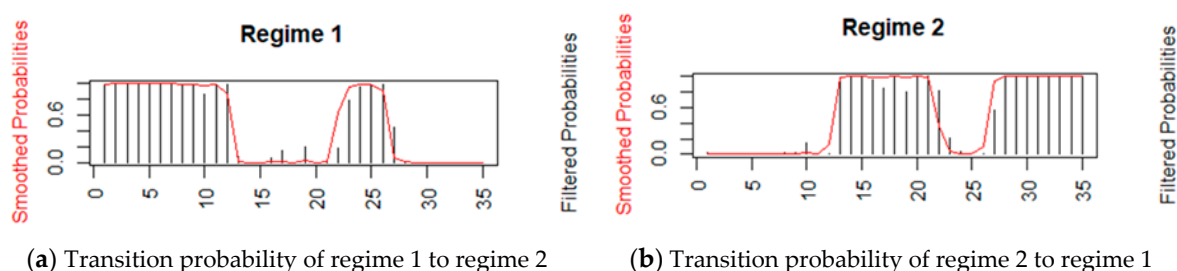 Regime 1
Smoothed Probabilities
0.0 0.6
0 5 10 15 20 25 30 35
Filtered Probabilities
(a) Transition probability of regime 1 to regime 2
Regime 2
Smoothed Probabilities
0.0 0.6
0 5 10 15 20 25 30 35
Filtered Probabilities
(b) Transition probability of regime 2 to regime 1